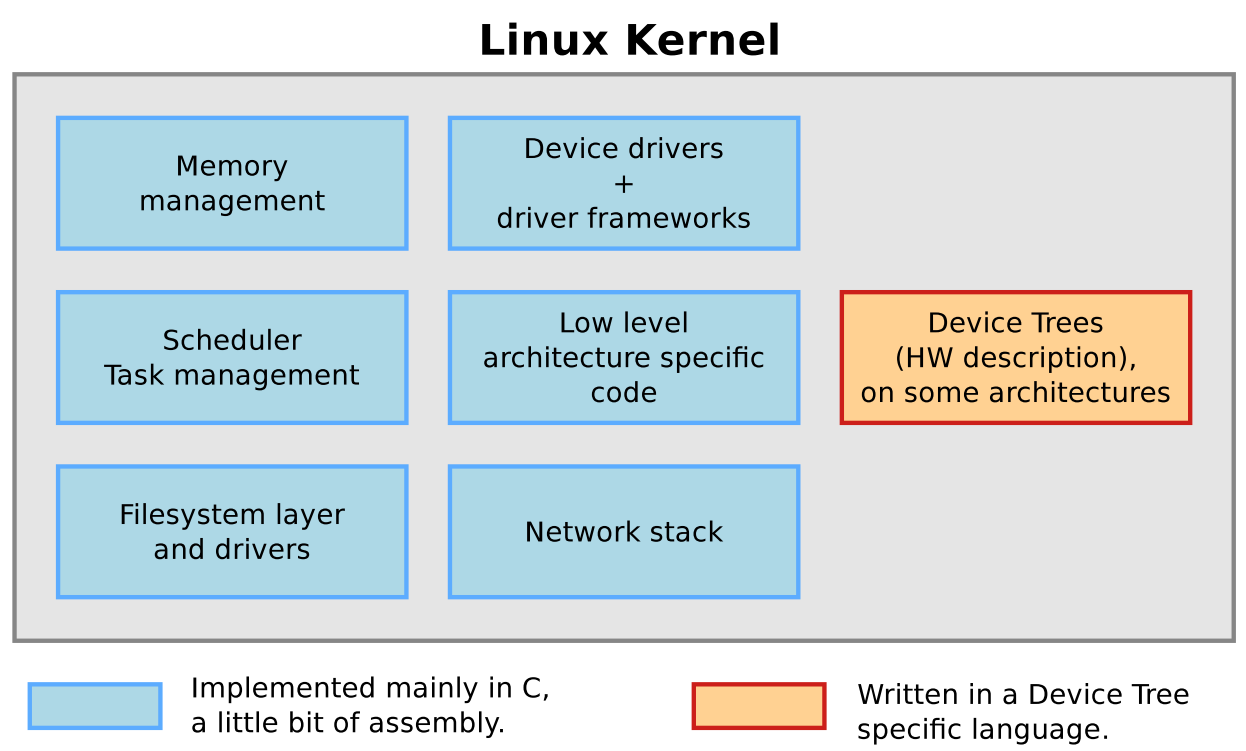 Linux Kernel
Memory
management
Device drivers
+
driver frameworks
Scheduler
Task management
Low level
architecture specific
code
Device Trees
(HW description),
on some architectures
Filesystem layer
and drivers
Network stack
Implemented mainly in C,
a little bit of assembly.
Written in a Device Tree
specific language.